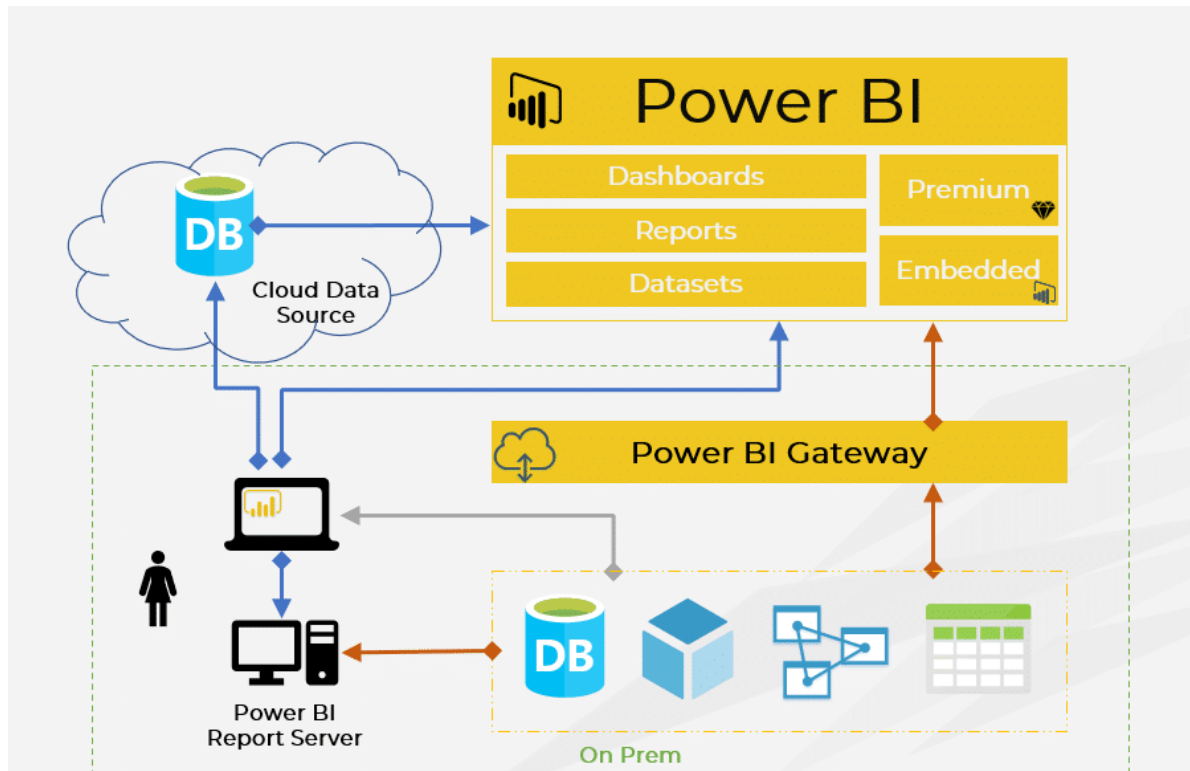 Power BI
Dashboards
Premium
Reports
Embedded
Datasets
DB
Cloud Data
Source
Power BI Gateway
DB
Power BI
Report Server
On Prem